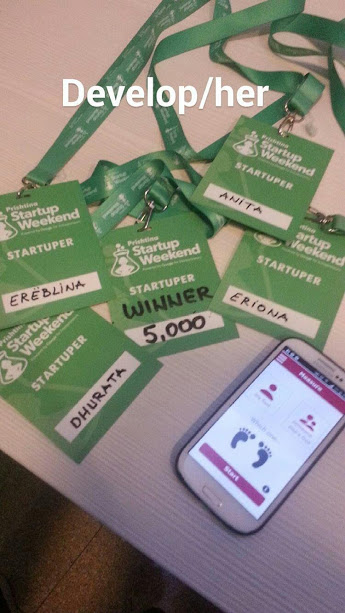 Develop/her
Prishtina
Startup
Weekend
STARTUPER
ANITA
Prishtina
Startup
Weekend
STARTUPER
ERËBLINA
Prishtina
Startup
Weekend
STARTUPER
WINNER
5,000
Startup
Weekend
STARTUPER
ERIONA
Startup
Weekend
STARTUPER
DHURATA
Measure
Start